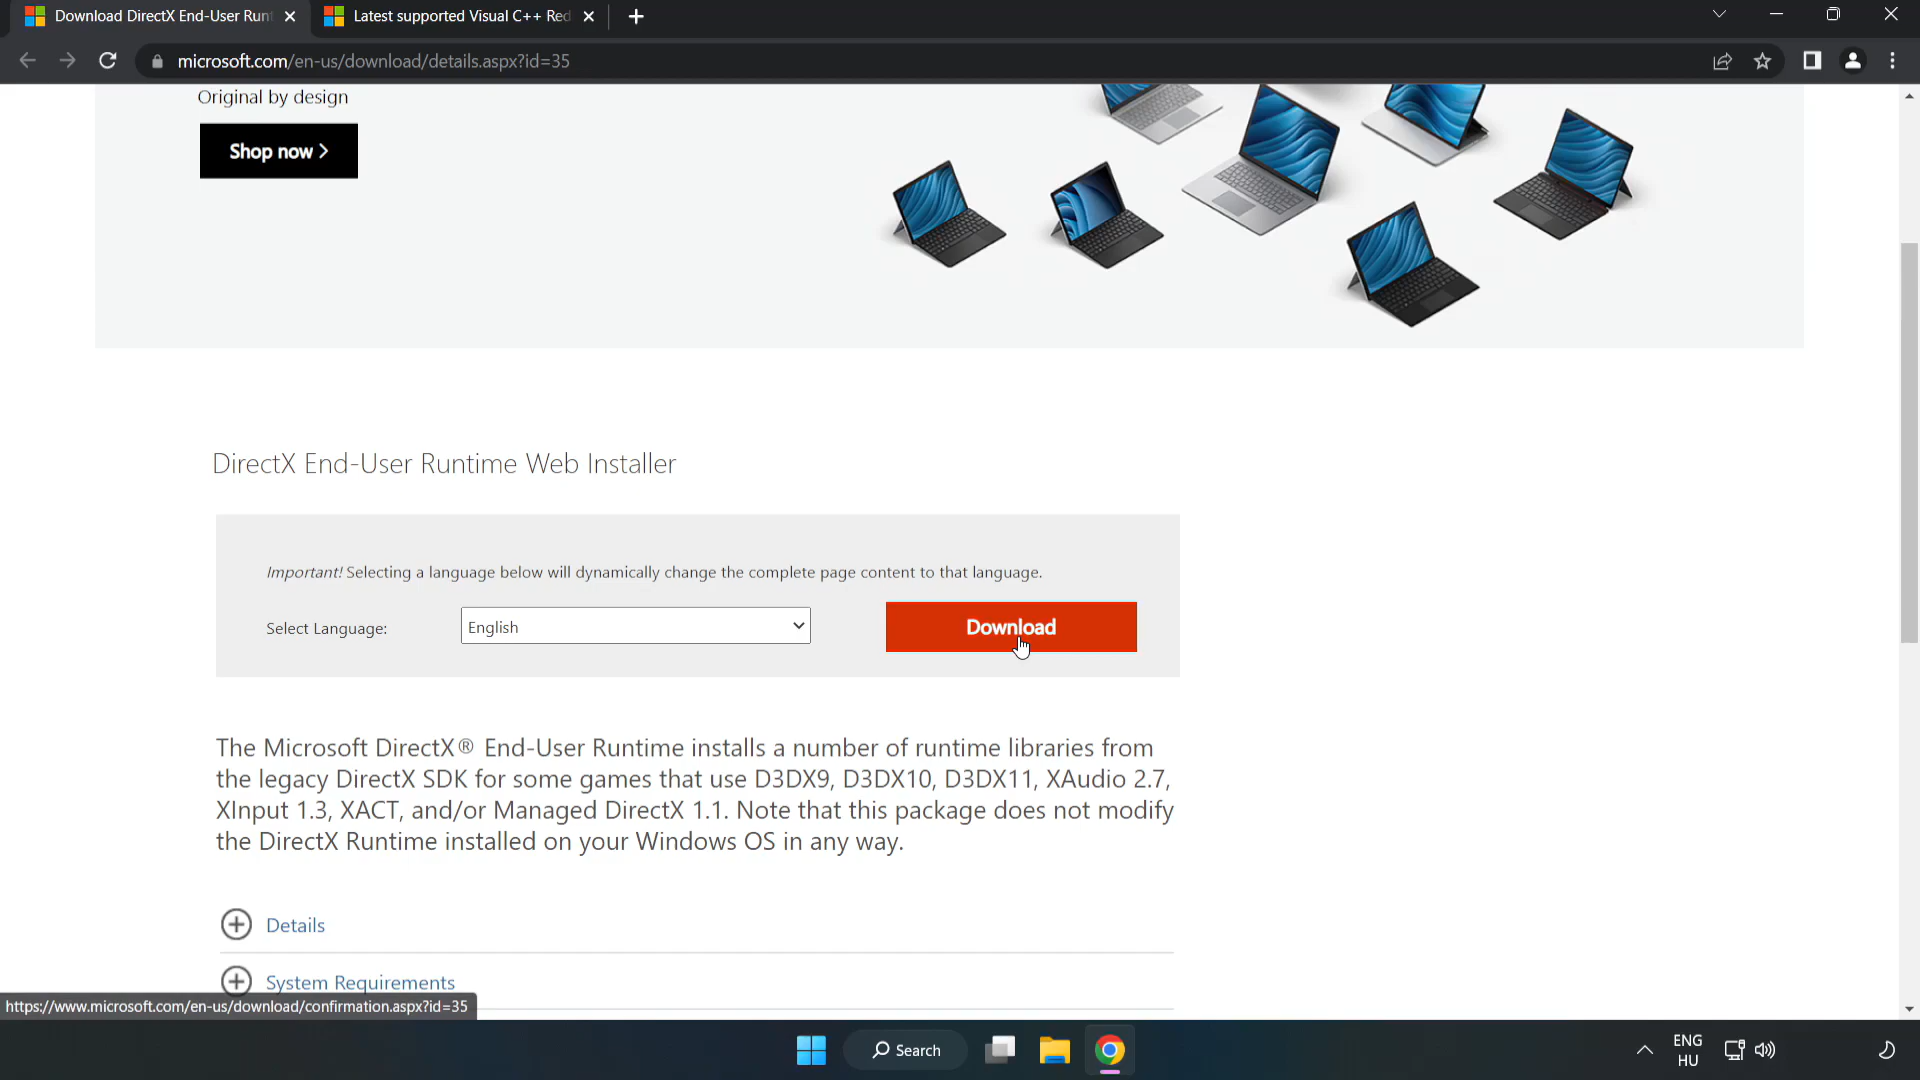 Download DirectX End-User Runt
Latest supported Visual C++ Red
microsoft.com/en-us/download/details.aspx?id=35
Original by design
Shop now >
DirectX End-User Runtime Web Installer
Important! Selecting a language below will dynamically change the complete page content to that language.
Select Language:
English
Download
The Microsoft DirectX® End-User Runtime installs a number of runtime libraries from
the legacy DirectX SDK for some games that use D3DX9, D3DX10, D3DX11, XAudio 2.7,
XInput 1.3, XACT, and/or Managed DirectX 1.1. Note that this package does not modify
the DirectX Runtime installed on your Windows OS in any way.
Details
System Requirements
https://www.microsoft.com/en-us/download/confirmation.aspx?id=35
Search
ENG
HU